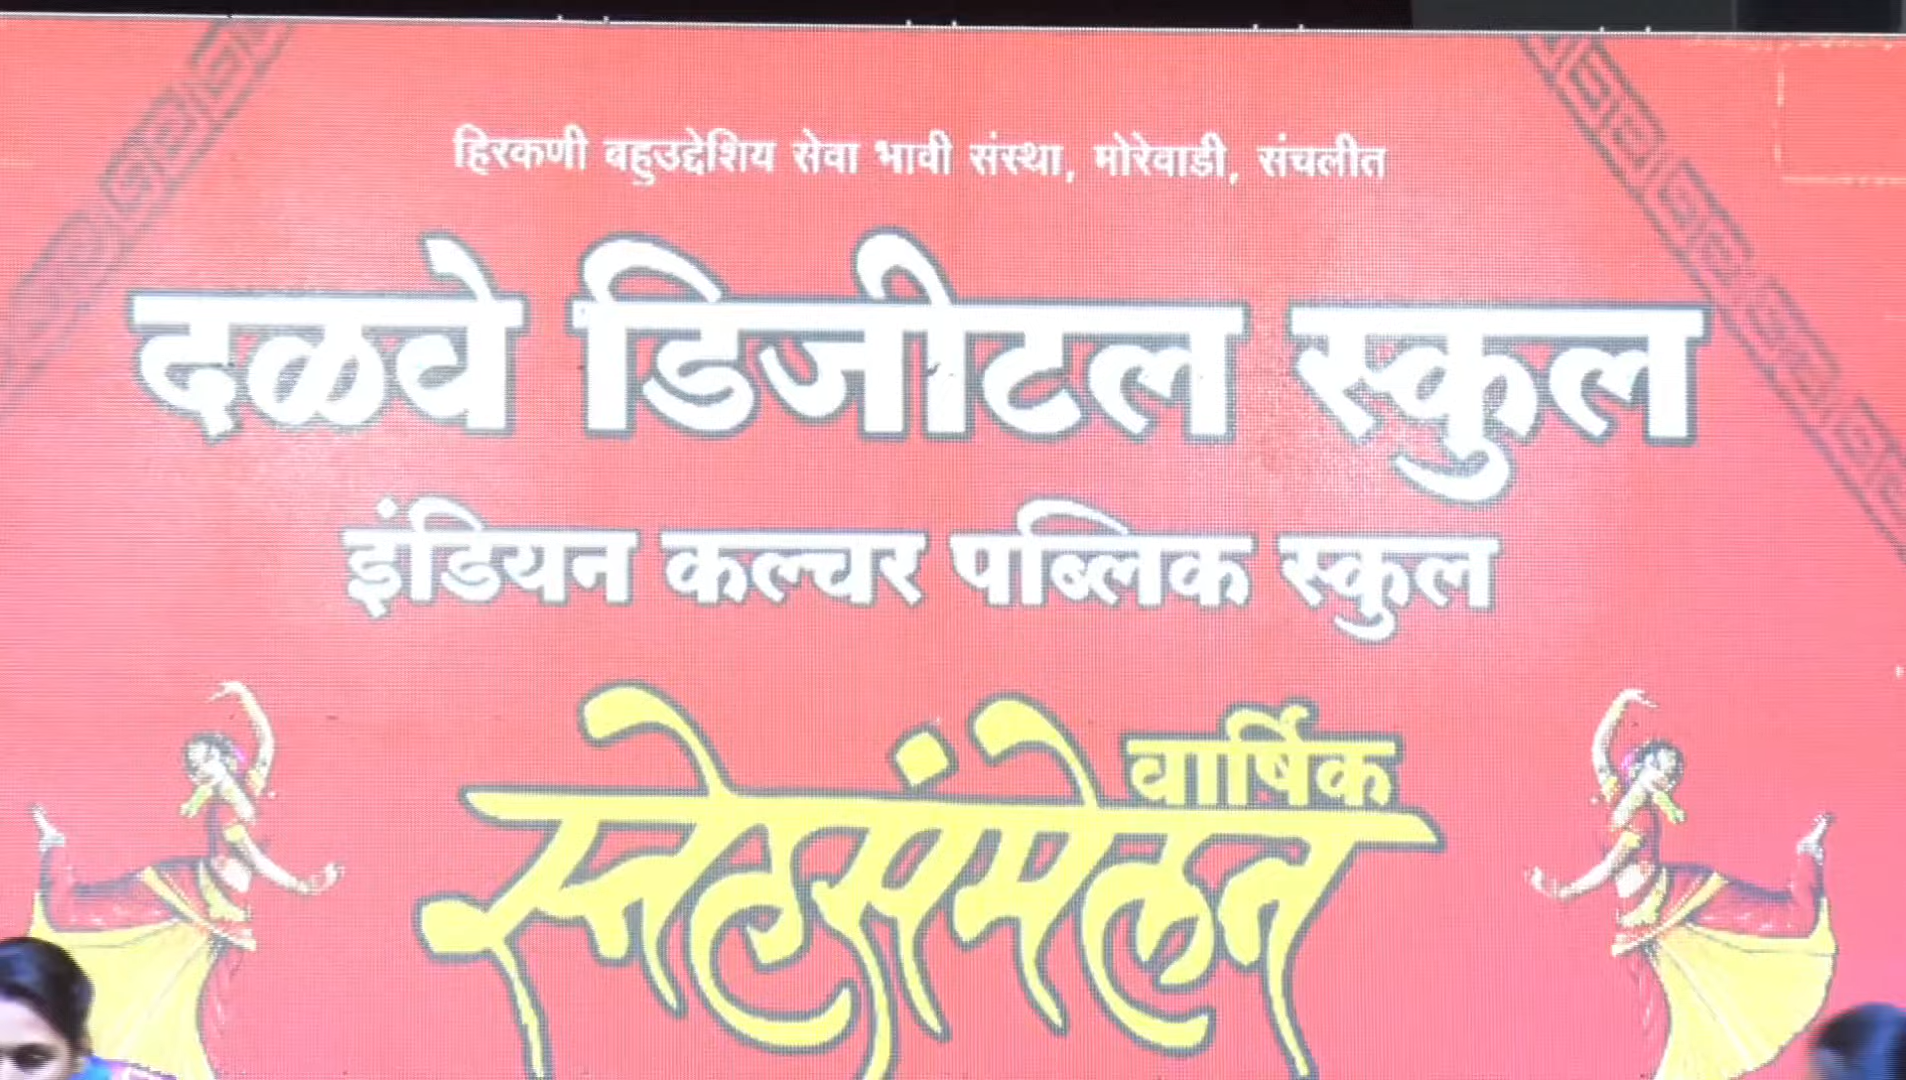 हिरकणी बहुउद्देशिय सेवा भावी संस्था, मोरेवाडी, संचलीत
दळवे डिजीटल स्कुल
इंडियन कल्चर पब्लिक स्कुल
वार्षिक
स्नेहसंमेलन